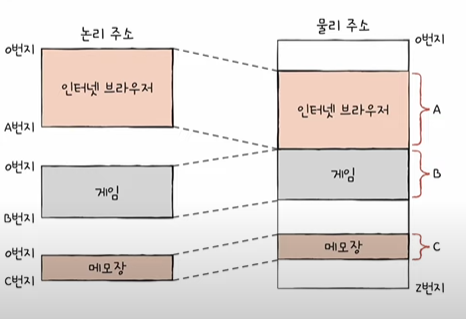 논리 주소
물리 주소
0번지
인터넷 브라우저
A번지
0번지
게임
B번지
0번지
메모장
C번지
0번지
인터넷 브라우저
A
게임
B
메모장
C
Z번지